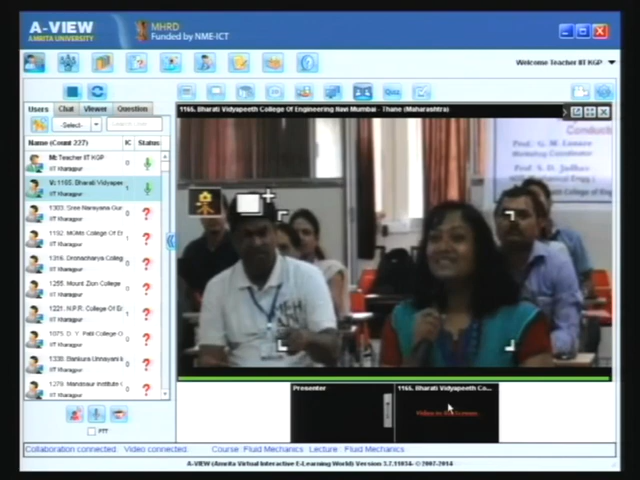 A-VIEW
AMRITA UNIVERSITY
MHRD
Funded by NME-ICT
Welcome Teacher IIT KGP
Quiz
Users Chat Viewer Question
-Select-
1165. Bharati Vidyapeeth College Of Engineering Navi Mumbai - Thane (Maharashtra)
Name (Count 227) IC Status
M: Teacher IIT KGP 0
IIT Kharagpur
V: 1165. Bharati Vidyapee 1
IIT Kharagpur
1303. Sree Narayana Gur 0
IIT Kharagpur
1192. MGMs College Of E 1
IIT Kharagpur
1316. Dronacharya Colleg 0
IIT Kharagpur
1255. Mount Zion College 0
IIT Kharagpur
1221. N.P.R. College Of En 1
IIT Kharagpur
1075. D. Y. Patil College O 0
IIT Kharagpur
1330. Bankura Unnayani I 0
IIT Kharagpur
1279. Mandsaur Institute 0
IIT Kharagpur
Conduct
Prof.
Workshop Coordinator
Prof. S. D. Jadhav
PTT
Presenter
1165. Bharati Vidyapeeth Co...
Collaboration connected. Video connected. Course: Fluid Mechanics Lecture: Fluid Mechanics
A-VIEW (Amrita Virtual Interactive E-Learning World) Version 3.7.11034- © 2007-2014